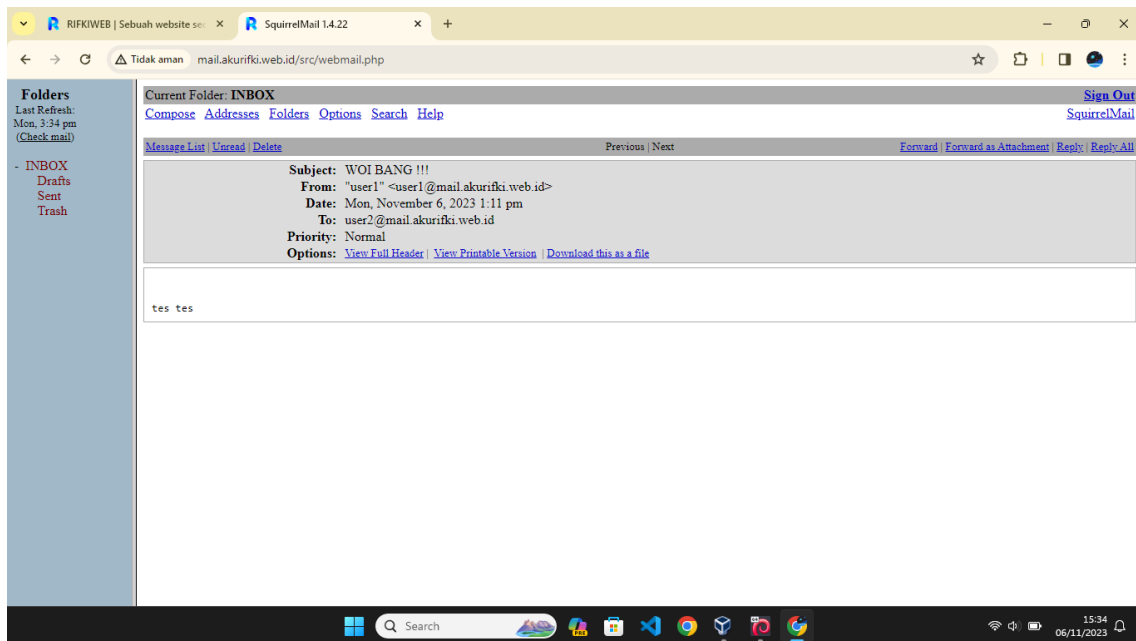 RIFKIWEB | Sebuah website sec
SquirrelMail 1.4.22
Tidak aman mail.akurifki.web.id/src/webmail.php
Folders
Last Refresh:
Mon, 3:34 pm
(Check mail)
- INBOX
Drafts
Sent
Trash
Current Folder: INBOX Sign Out
Compose Addresses Folders Options Search Help SquirrelMail
Message List | Unread | Delete Previous | Next Forward | Forward as Attachment | Reply | Reply All
Subject: WOI BANG !!!
From: "user1" <user1@mail.akurifki.web.id>
Date: Mon, November 6, 2023 1:11 pm
To: user2@mail.akurifki.web.id
Priority: Normal
Options: View Full Header | View Printable Version | Download this as a file
tes tes
Search
PRE
15:34
06/11/2023